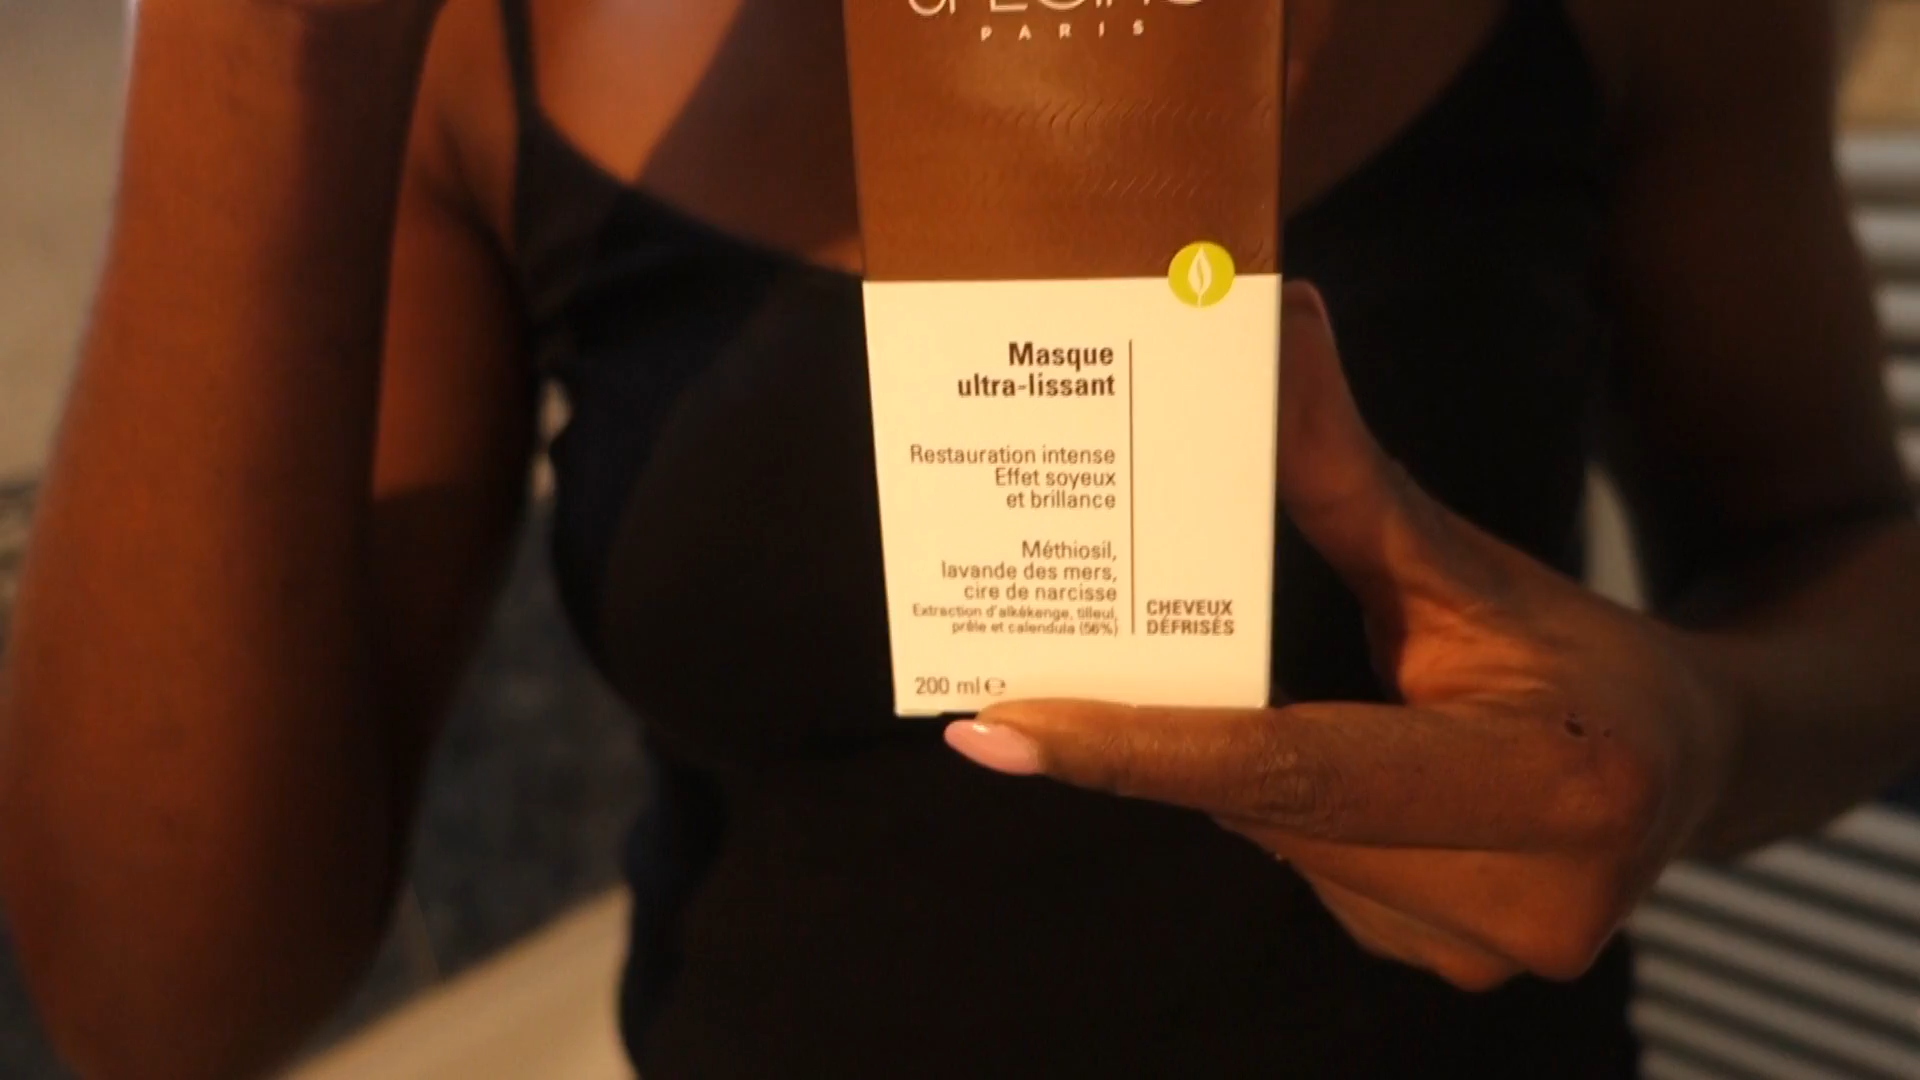 PARIS
Masque
ultra-lissant
Restauration intense
Effet soyeux
et brillance
Méthiosil,
lavande des mers,
cire de narcisse
Extraction d'alkékenge, tilleul,
prêle et calendula (56%)
CHEVEUX
DÉFRISÉS
200 ml ℮